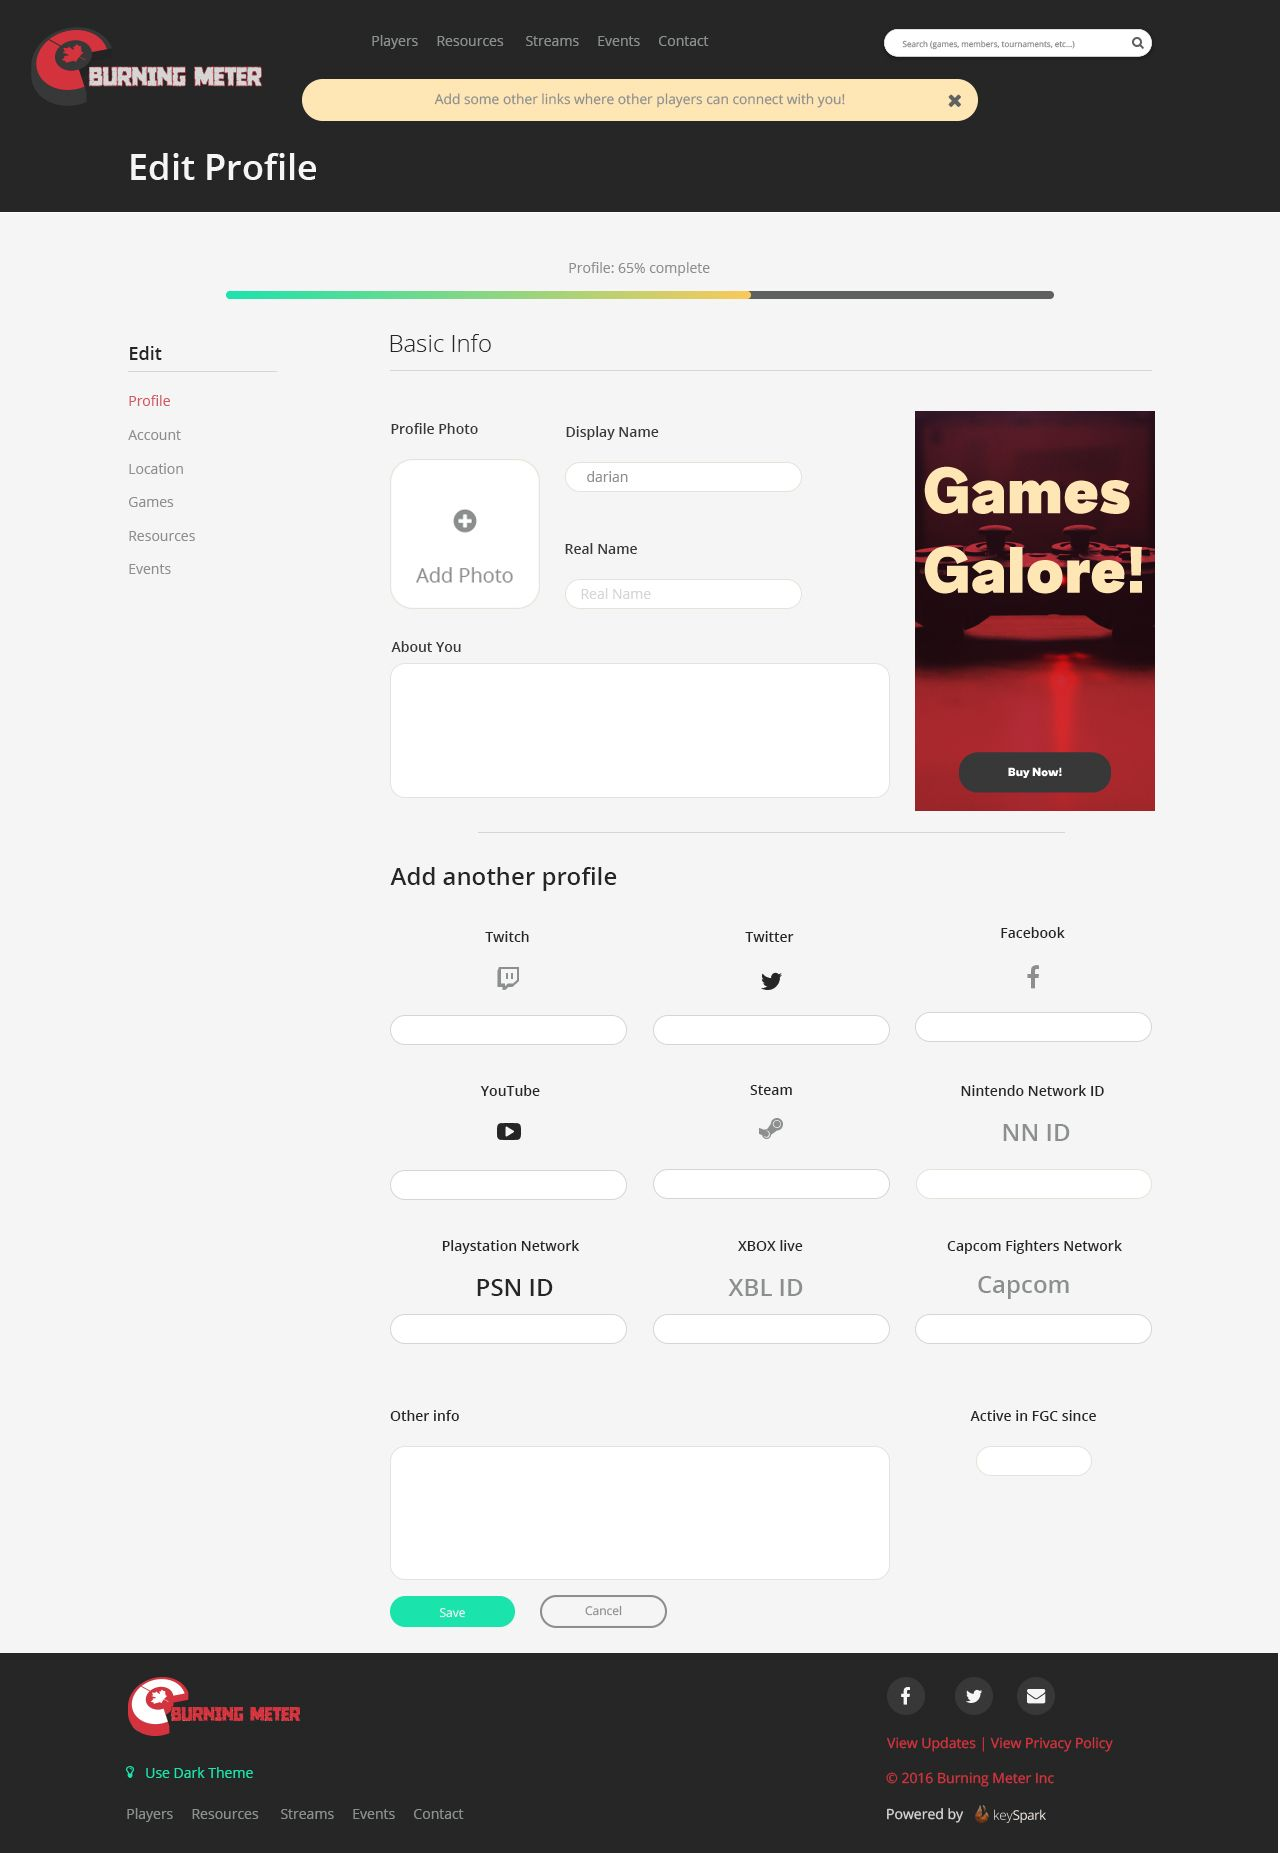 BURNING METER
Players Resources Streams Events Contact
Search (games, members, tournaments, etc...)
Add some other links where other players can connect with you!
Edit Profile
Profile: 65% complete
Edit
Profile
Account
Location
Games
Resources
Events
Basic Info
Profile Photo
Add Photo
Display Name
darian
Real Name
Real Name
About You
Games
Galore!
Buy Now!
Add another profile
Twitch
Twitter
Facebook
YouTube
Steam
Nintendo Network ID
NN ID
Playstation Network
PSN ID
XBOX live
XBL ID
Capcom Fighters Network
Capcom
Other info
Active in FGC since
Save
Cancel
BURNING METER
Use Dark Theme
Players Resources Streams Events Contact
View Updates | View Privacy Policy
© 2016 Burning Meter Inc
Powered by keySpark